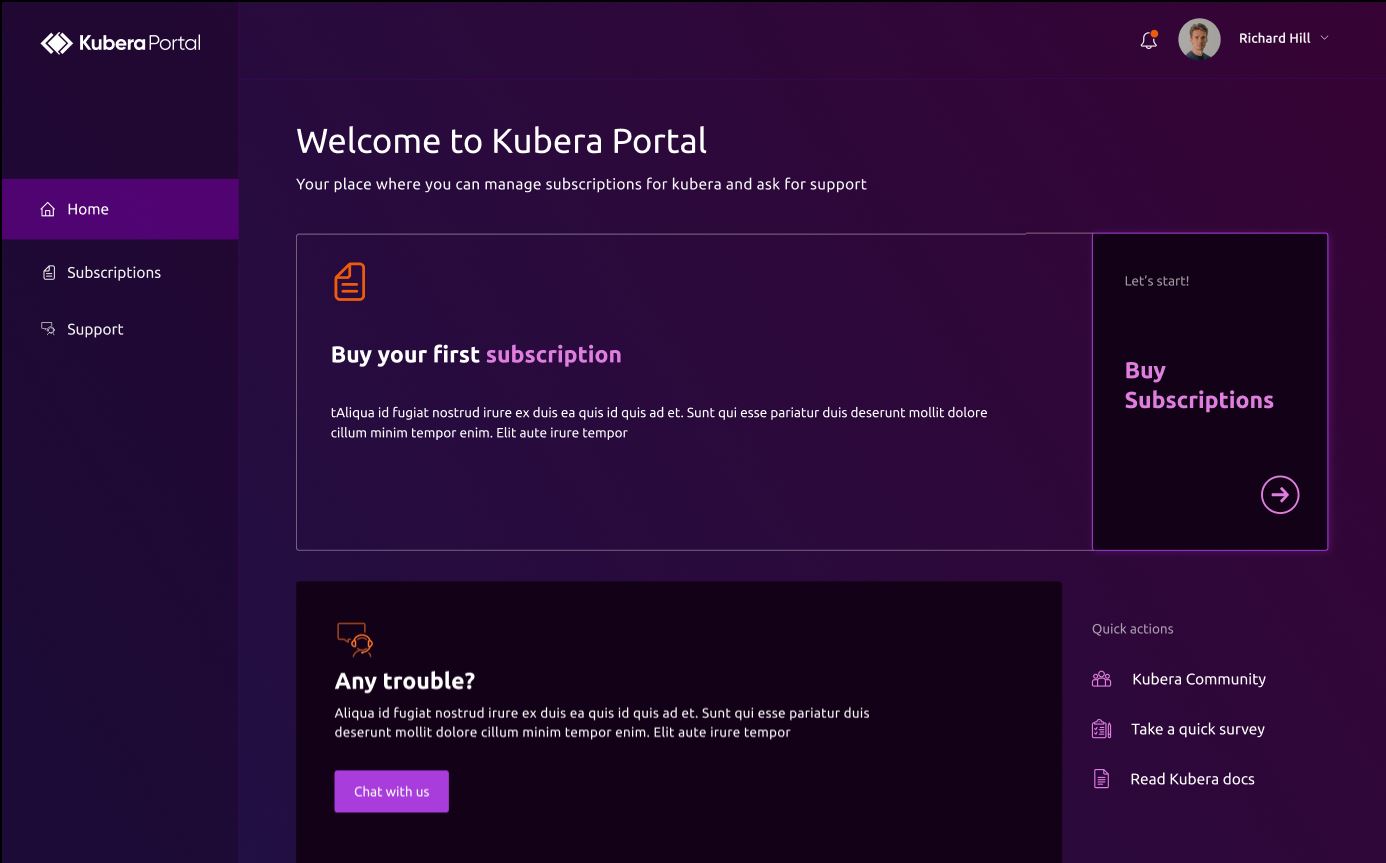 Kubera Portal
Richard Hill
Home
Subscriptions
Support
Welcome to Kubera Portal
Your place where you can manage subscriptions for kubera and ask for support
Buy your first subscription
tAliqua id fugiat nostrud irure ex duis ea quis id quis ad et. Sunt qui esse pariatur duis deserunt mollit dolore
cillum minim tempor enim. Elit aute irure tempor
Let's start!
Buy
Subscriptions
Any trouble?
Aliqua id fugiat nostrud irure ex duis ea quis id quis ad et. Sunt qui esse pariatur duis
deserunt mollit dolore cillum minim tempor enim. Elit aute irure tempor
Chat with us
Quick actions
Kubera Community
Take a quick survey
Read Kubera docs